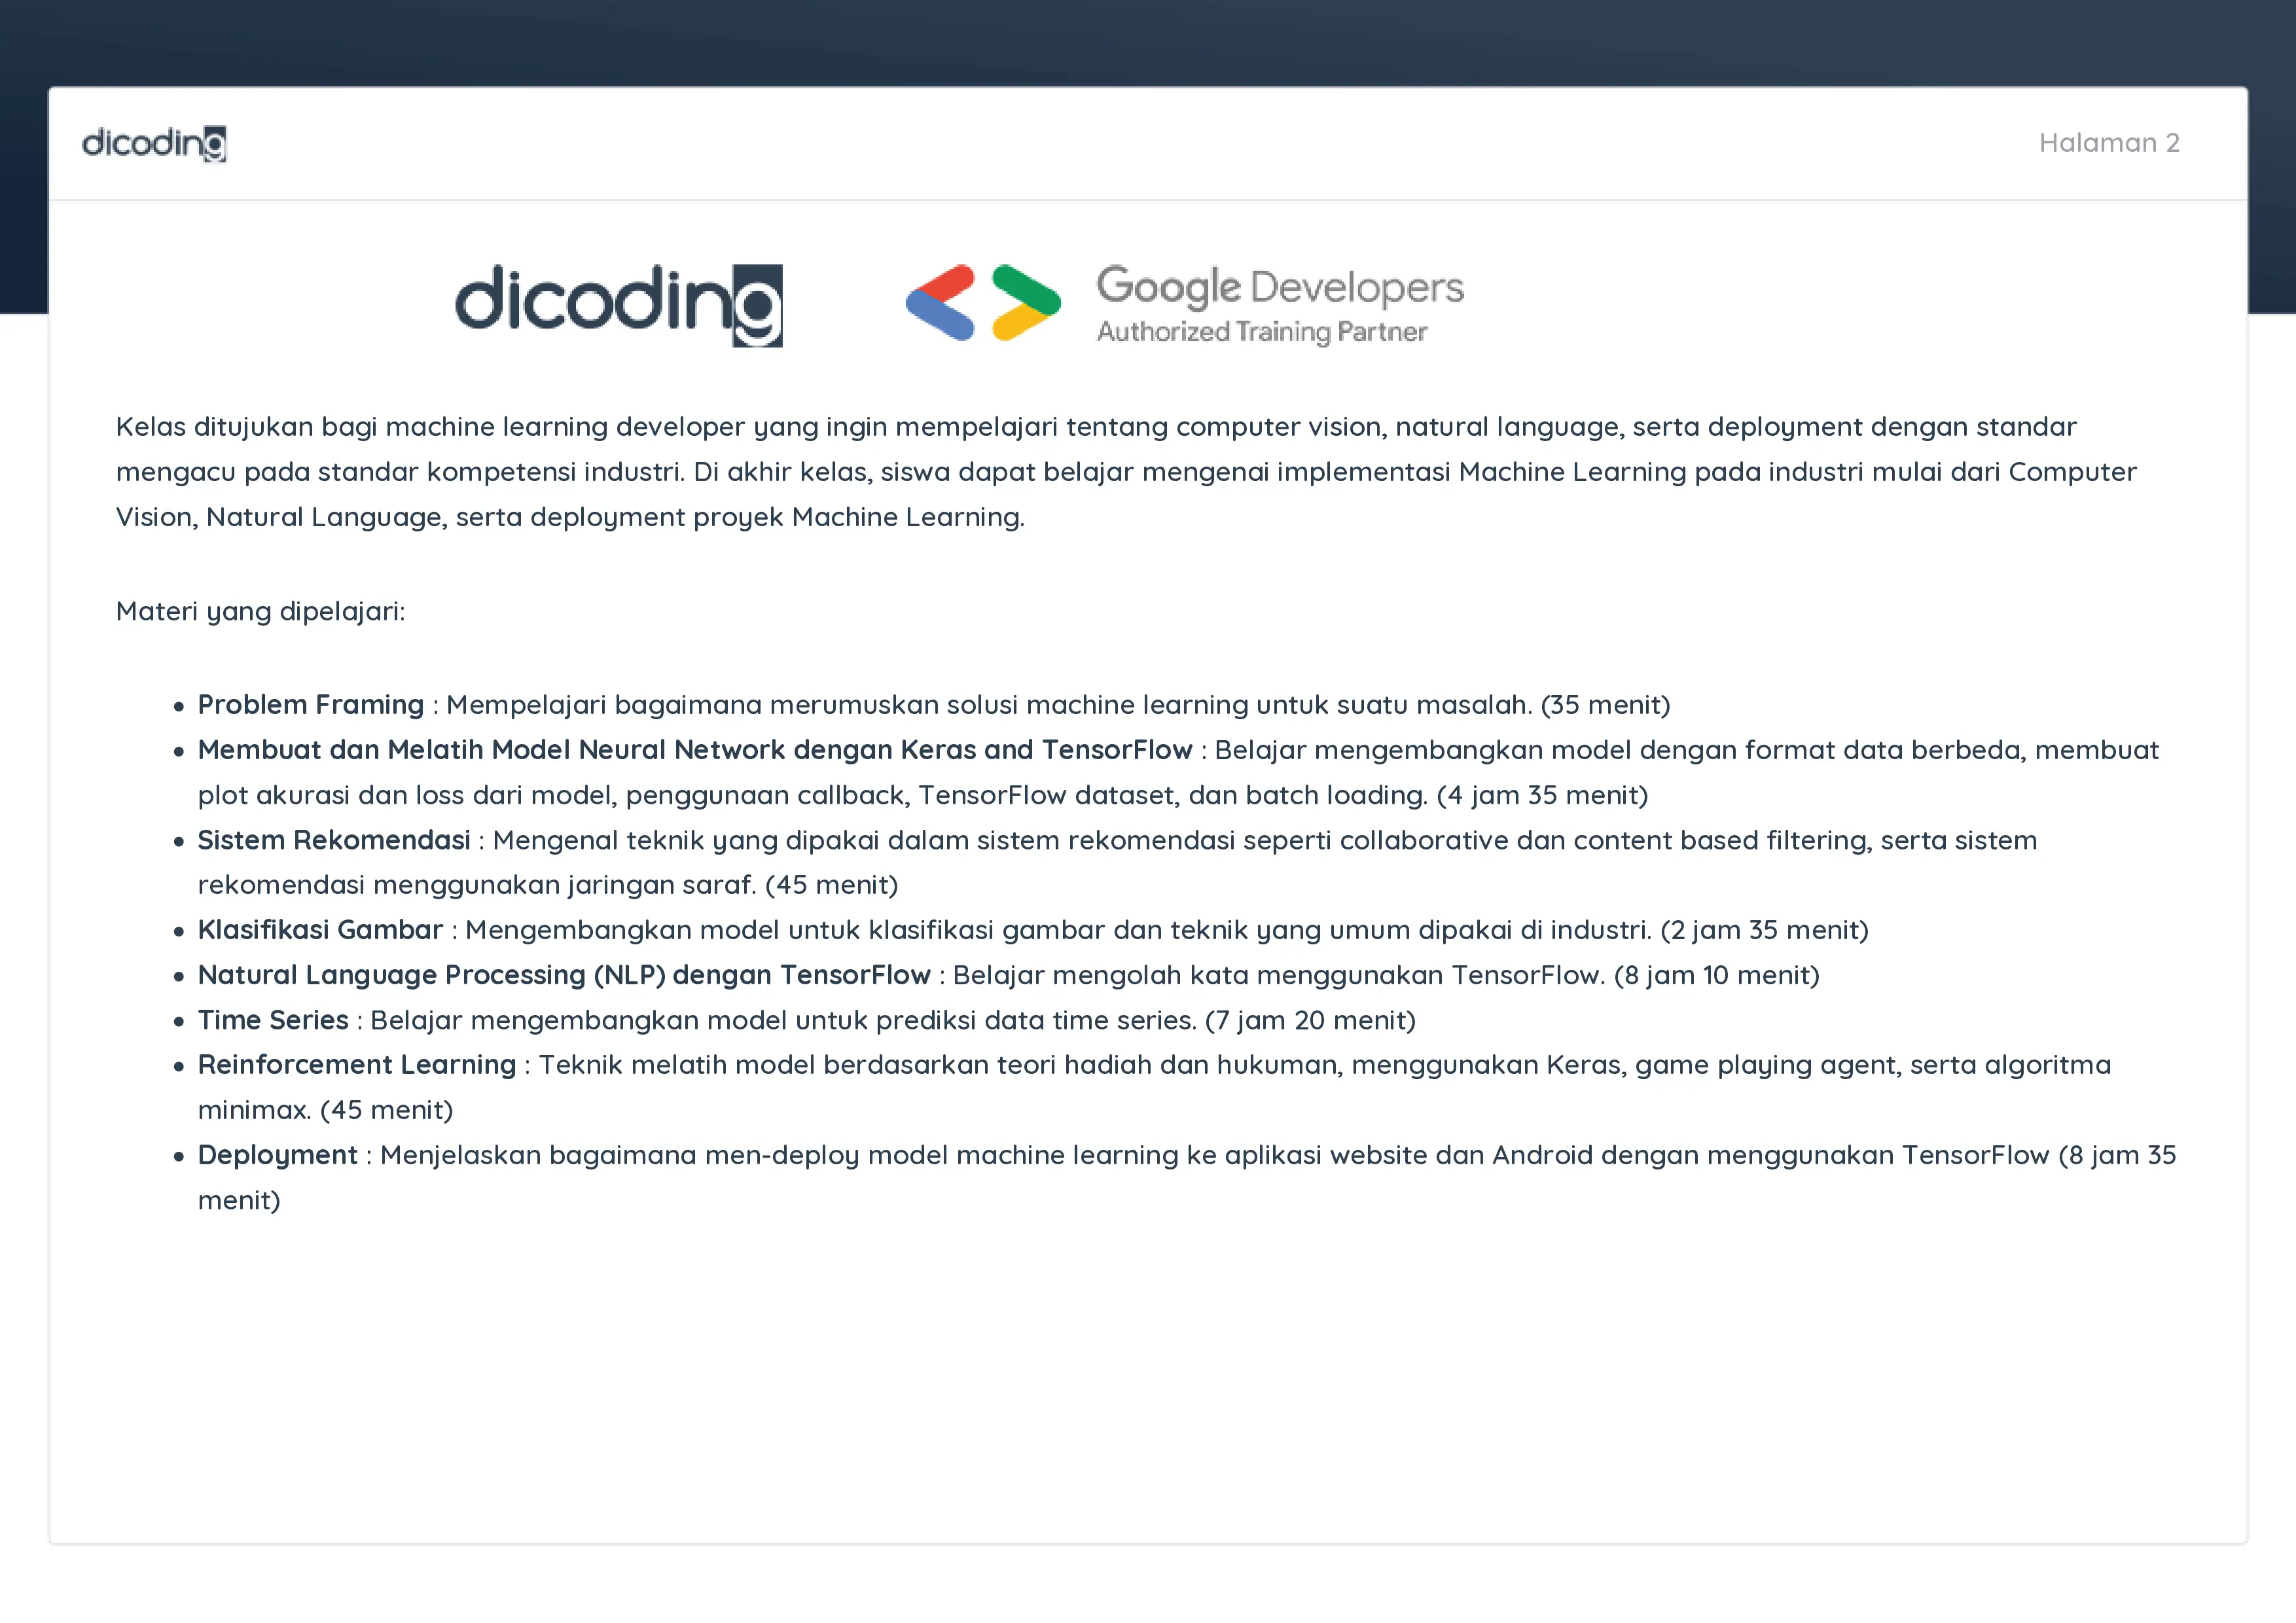 dicoding
Halaman 2
dicoding
Google Developers
Authorized Training Partner
Kelas ditujukan bagi machine learning developer yang ingin mempelajari tentang computer vision, natural language, serta deployment dengan standar
mengacu pada standar kompetensi industri. Di akhir kelas, siswa dapat belajar mengenai implementasi Machine Learning pada industri mulai dari Computer
Vision, Natural Language, serta deployment proyek Machine Learning.
Materi yang dipelajari:
• Problem Framing : Mempelajari bagaimana merumuskan solusi machine learning untuk suatu masalah. (35 menit)
• Membuat dan Melatih Model Neural Network dengan Keras and TensorFlow : Belajar mengembangkan model dengan format data berbeda, membuat
plot akurasi dan loss dari model, penggunaan callback, TensorFlow dataset, dan batch loading. (4 jam 35 menit)
• Sistem Rekomendasi : Mengenal teknik yang dipakai dalam sistem rekomendasi seperti collaborative dan content based filtering, serta sistem
rekomendasi menggunakan jaringan saraf. (45 menit)
• Klasifikasi Gambar : Mengembangkan model untuk klasifikasi gambar dan teknik yang umum dipakai di industri. (2 jam 35 menit)
• Natural Language Processing (NLP) dengan TensorFlow : Belajar mengolah kata menggunakan TensorFlow. (8 jam 10 menit)
• Time Series : Belajar mengembangkan model untuk prediksi data time series. (7 jam 20 menit)
• Reinforcement Learning : Teknik melatih model berdasarkan teori hadiah dan hukuman, menggunakan Keras, game playing agent, serta algoritma
minimax. (45 menit)
• Deployment : Menjelaskan bagaimana men-deploy model machine learning ke aplikasi website dan Android dengan menggunakan TensorFlow (8 jam 35
menit)